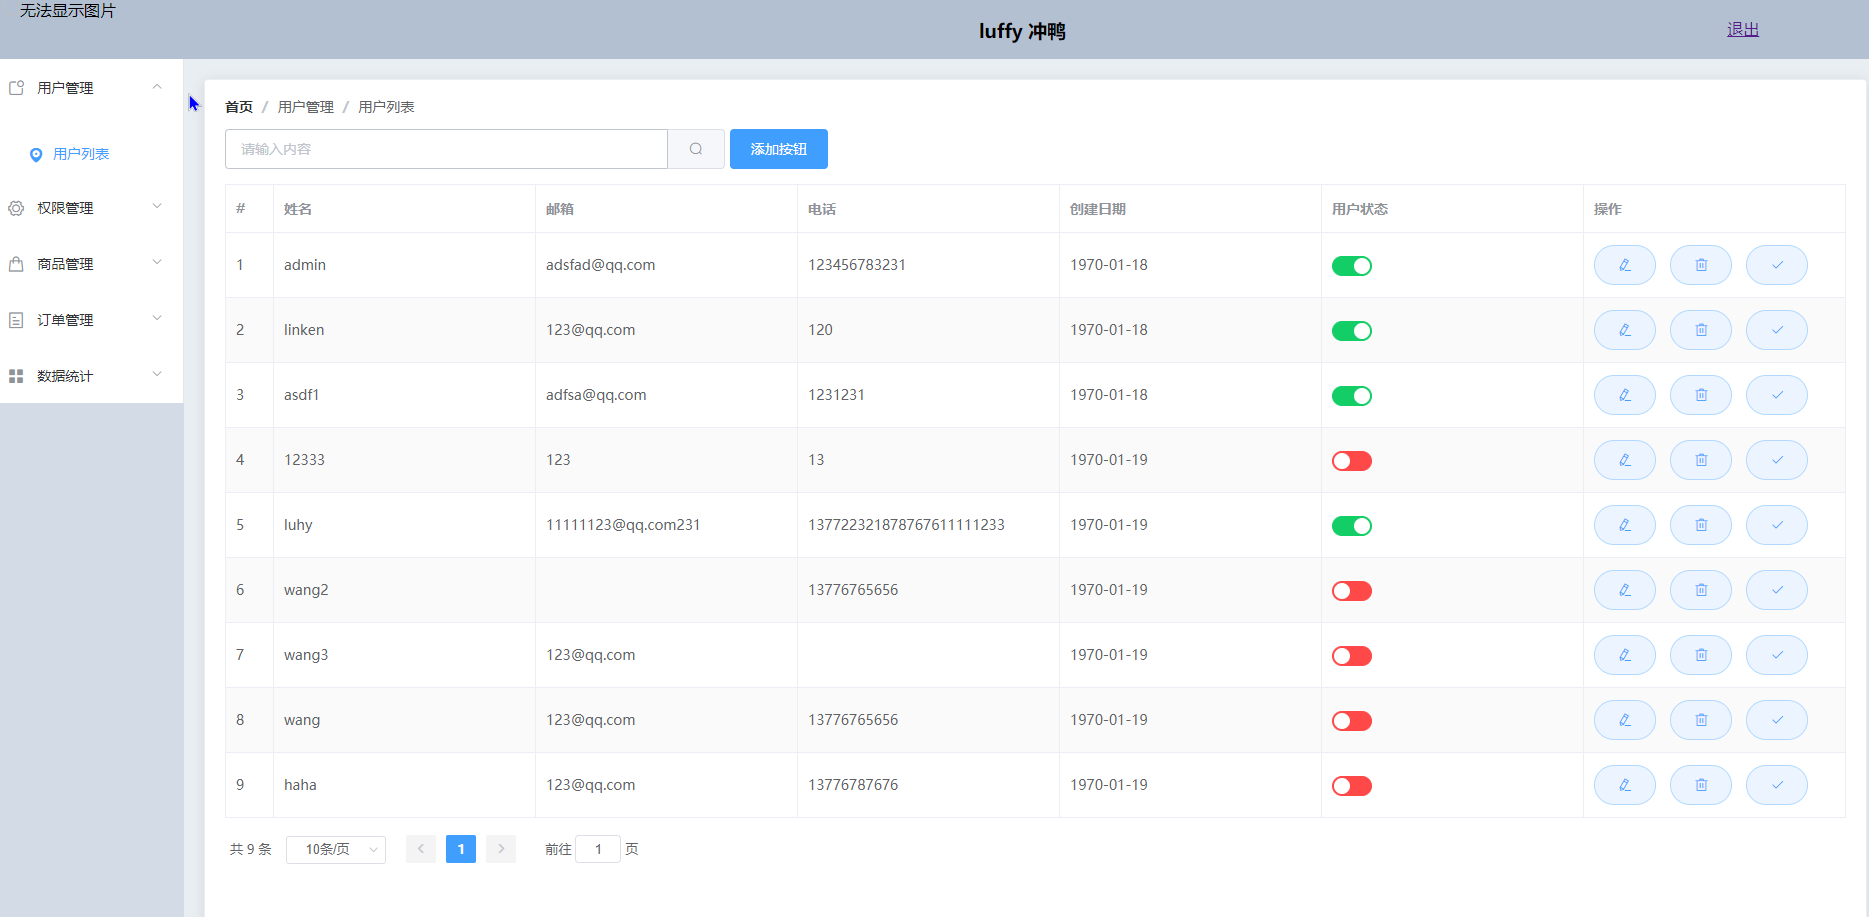 无法显示图片
luffy 冲鸭
退出
用户管理
用户列表
权限管理
商品管理
订单管理
数据统计
首页 / 用户管理 / 用户列表
请输入内容
添加按钮
# 姓名 邮箱 电话 创建日期 用户状态 操作
1 admin adsfad@qq.com 123456783231 1970-01-18
2 linken 123@qq.com 120 1970-01-18
3 asdf1 adfsa@qq.com 1231231 1970-01-18
4 12333 123 13 1970-01-19
5 luhy 11111123@qq.com231 137722321878767611111233 1970-01-19
6 wang2 13776765656 1970-01-19
7 wang3 123@qq.com 1970-01-19
8 wang 123@qq.com 13776765656 1970-01-19
9 haha 123@qq.com 13776787676 1970-01-19
共 9 条 10条/页 1 前往 1 页